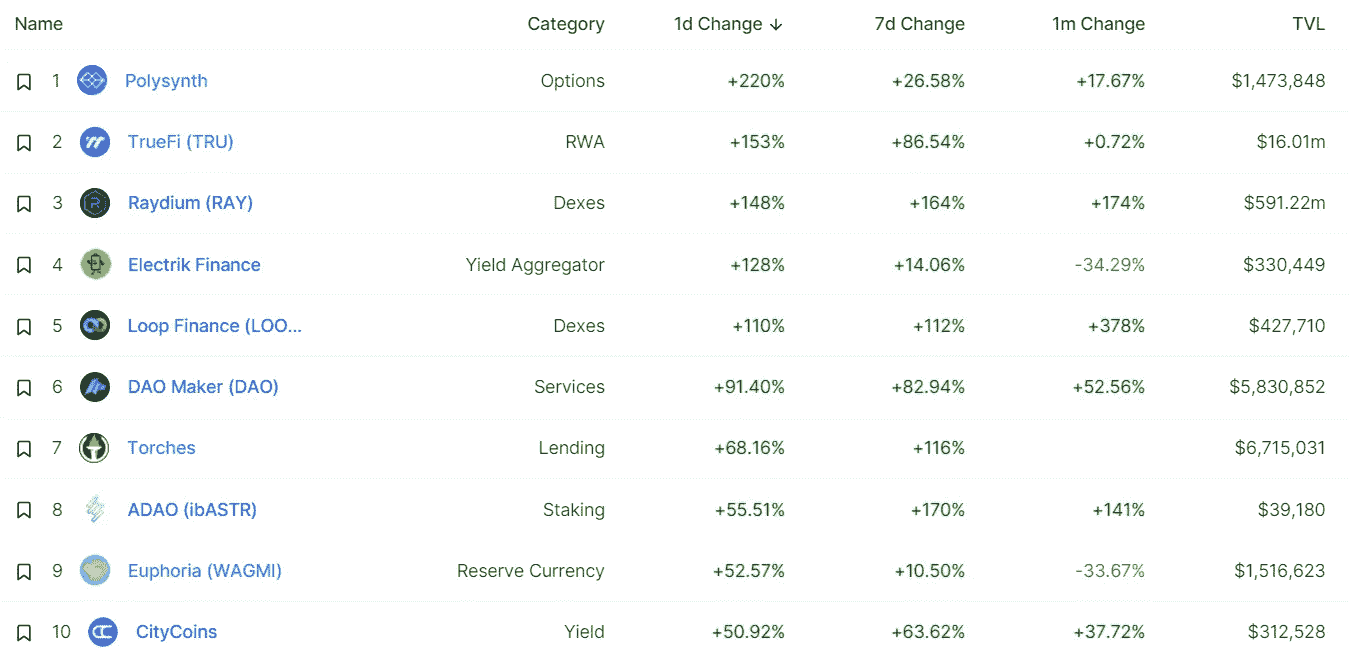 Name Category 1d Change ↓ 7d Change 1m Change TVL
1 Polysynth Options +220% +26.58% +17.67% $1,473,848
2 TrueFi (TRU) RWA +153% +86.54% +0.72% $16.01m
3 Raydium (RAY) Dexes +148% +164% +174% $591.22m
4 Electrik Finance Yield Aggregator +128% +14.06% -34.29% $330,449
5 Loop Finance (LOO... Dexes +110% +112% +378% $427,710
6 DAO Maker (DAO) Services +91.40% +82.94% +52.56% $5,830,852
7 Torches Lending +68.16% +116% $6,715,031
8 ADAO (ibASTR) Staking +55.51% +170% +141% $39,180
9 Euphoria (WAGMI) Reserve Currency +52.57% +10.50% -33.67% $1,516,623
10 CityCoins Yield +50.92% +63.62% +37.72% $312,528